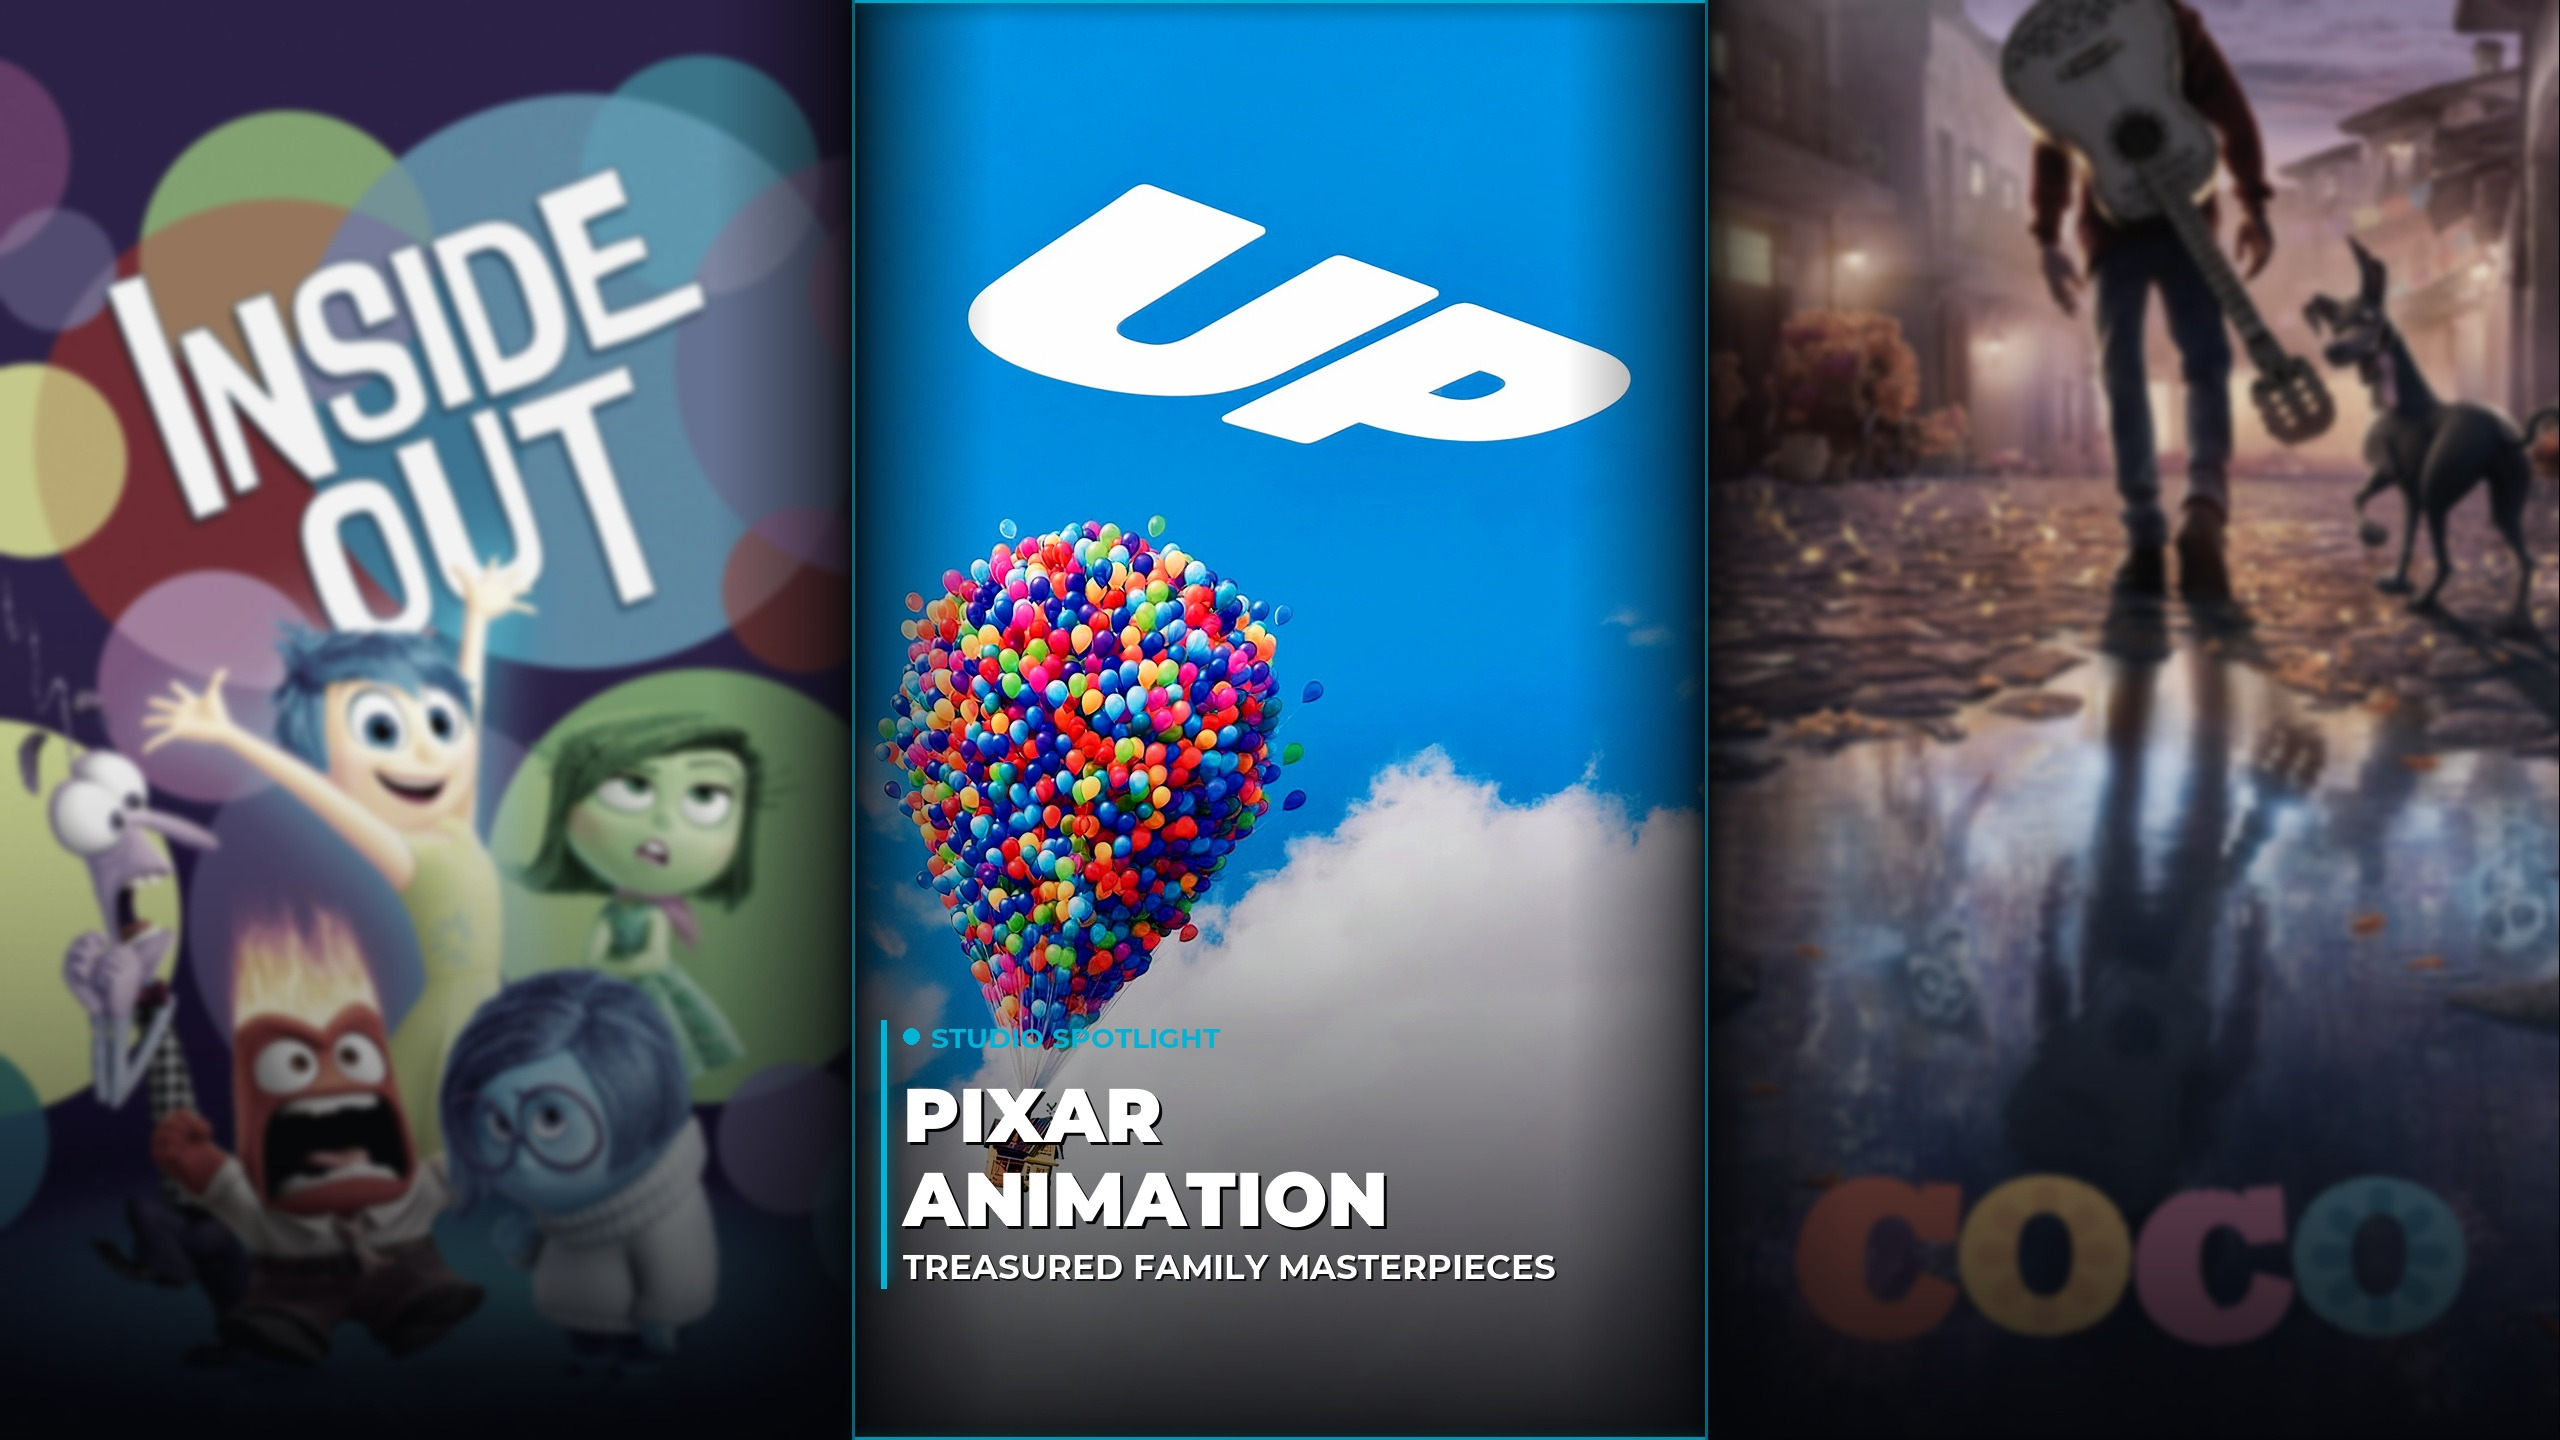 INSIDE
OUT
UP
STUDIO SPOTLIGHT
PIXAR
ANIMATION
TREASURED FAMILY MASTERPIECES
COCO